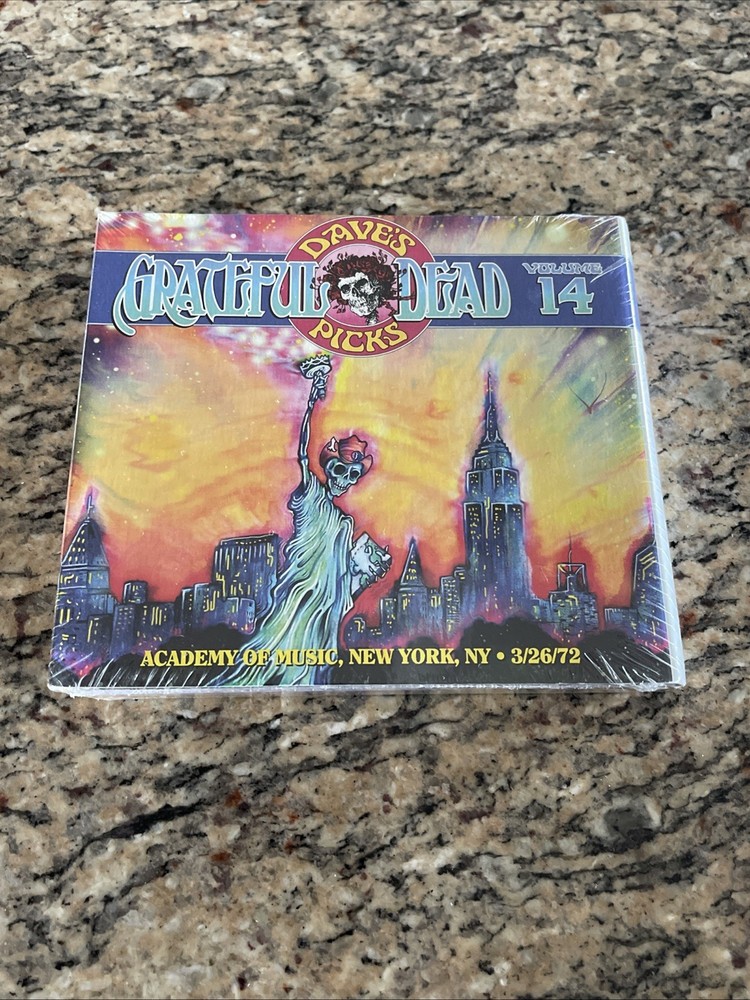 DAVE'S
GRATEFUL DEAD
VOLUME
14
PICKS
ACADEMY OF MUSIC, NEW YORK, NY • 3/26/72